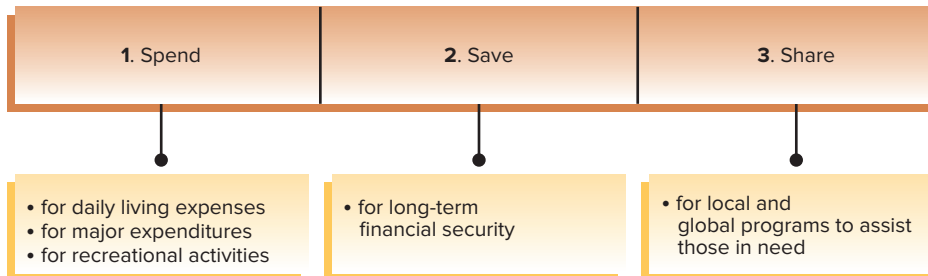 1. Spend
2. Save
3. Share
• for daily living expenses
• for major expenditures
• for recreational activities
• for long-term
financial security
• for local and
global programs to assist
those in need